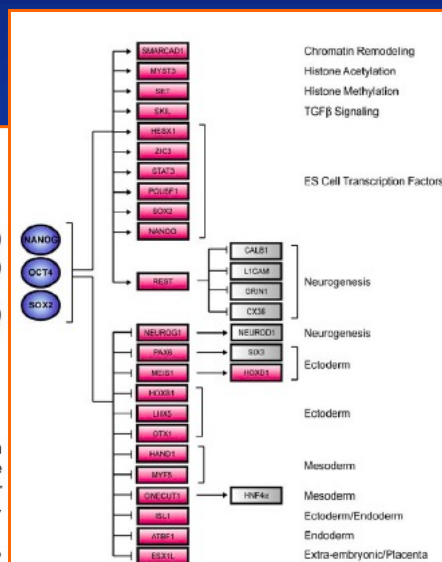 SMARCAD1 Chromatin Remodeling
MYST3 Histone Acetylation
SET Histone Methylation
SKIL TGFβ Signaling
HESX1
ZIC3
STAT3
ES Cell Transcription Factors
POU5F1
SOX2
NANOG
NANOG
OCT4
SOX2
REST
CALB1
L1CAM
GRIN1
CX36
Neurogenesis
NEUROG1 NEUROD1 Neurogenesis
PAX6 SIX3
Ectoderm
MEIS1 HOXB1
HOXB1
LHX5
Ectoderm
OTX1
HAND1
Mesoderm
MYF5
ONECUT1 HNF4α Mesoderm
ISL1 Ectoderm/Endoderm
ATBF1 Endoderm
ESX1L Extra-embryonic/Placenta